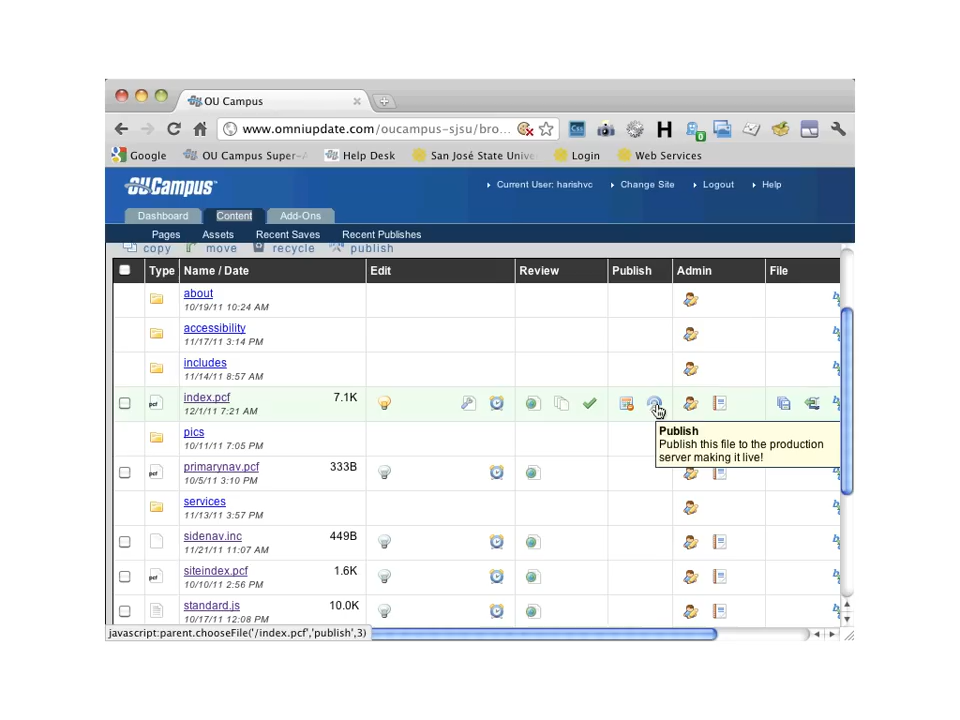 OU Campus
www.omniupdate.com/oucampus-sjsu/bro...
H
0
Google OU Campus Super-A Help Desk San José State Unive Login Web Services
OUCampus
Current User: harishvc Change Site Logout Help
Dashboard Content Add-Ons
Pages Assets Recent Saves Recent Publishes
copy move recycle publish
Type Name / Date Edit Review Publish Admin File
about
10/19/11 10:24 AM
accessibility
11/17/11 3:14 PM
includes
11/14/11 8:57 AM
pcf index.pcf 7.1K
12/1/11 7:21 AM
pics
10/11/11 7:05 PM
Publish
Publish this file to the production
server making it live!
pcf primarynav.pcf 333B
10/5/11 3:10 PM
services
11/13/11 3:57 PM
sidenav.inc 449B
11/21/11 11:07 AM
pcf siteindex.pcf 1.6K
10/10/11 2:56 PM
standard.js 10.0K
10/17/11 12:08 PM
javascript:parent.chooseFile('/index.pcf','publish',3)